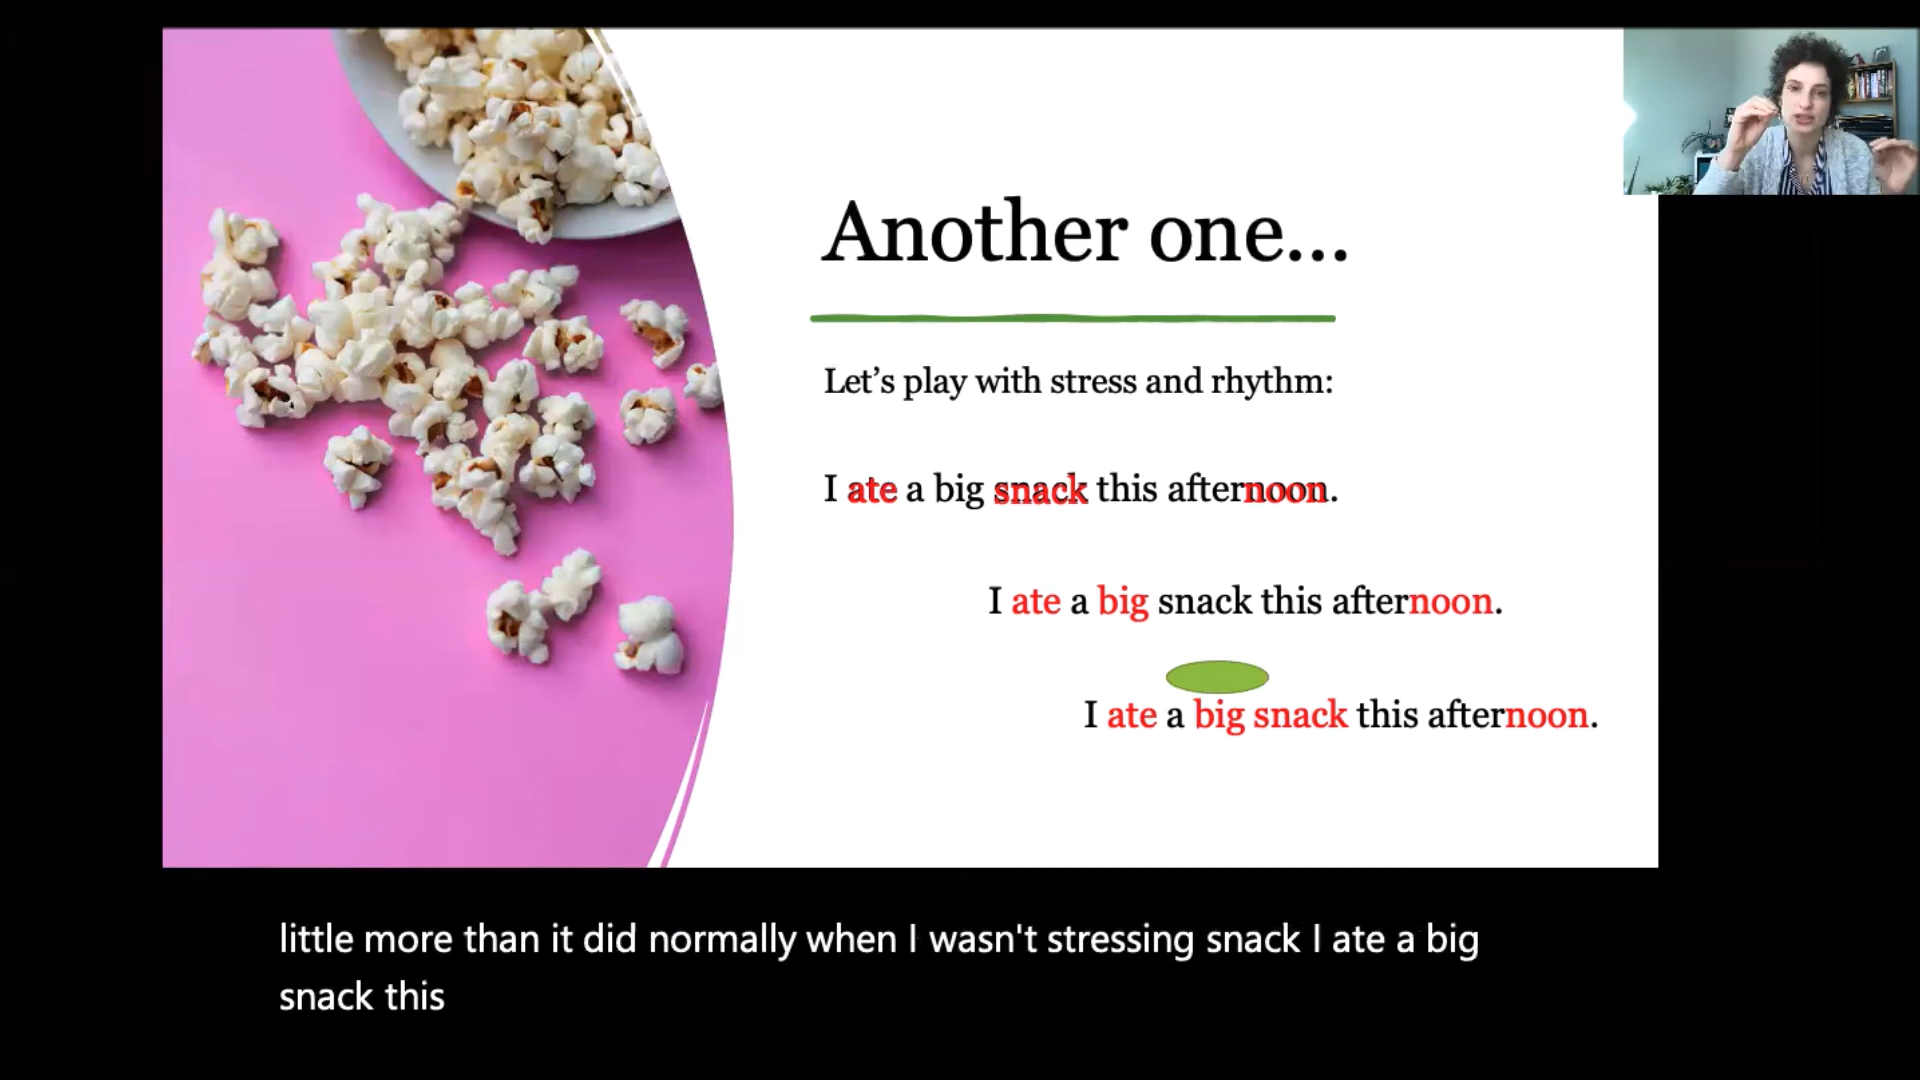 Another one...
Let’s play with stress and rhythm:
I ate a big snack this afternoon.
I ate a big snack this afternoon.
I ate a big snack this afternoon.
little more than it did normally when I wasn't stressing snack I ate a big
snack this